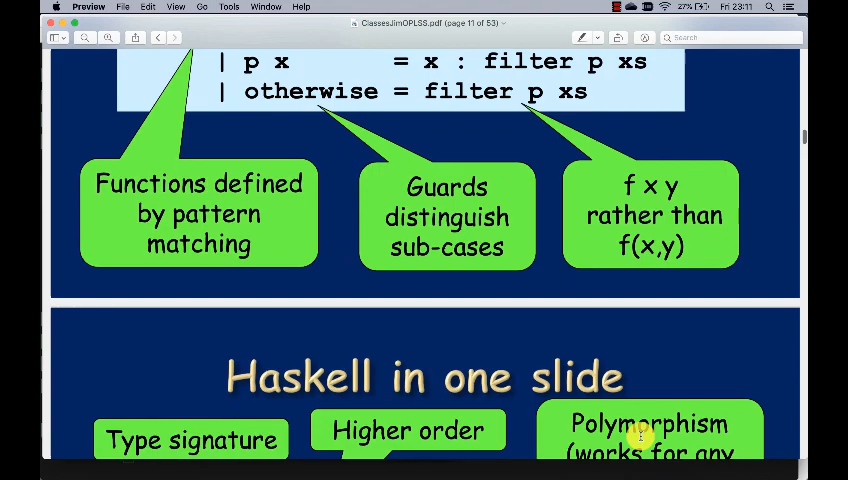 Preview File Edit View Go Tools Window Help 27% Fri 23:11
ClassesJimOPLSS.pdf (page 11 of 53)
Search
| p x = x : filter p xs
| otherwise = filter p xs
Functions defined
by pattern
matching
Guards
distinguish
sub-cases
f x y
rather than
f(x,y)
Haskell in one slide
Type signature
Higher order
Polymorphism
(works for any